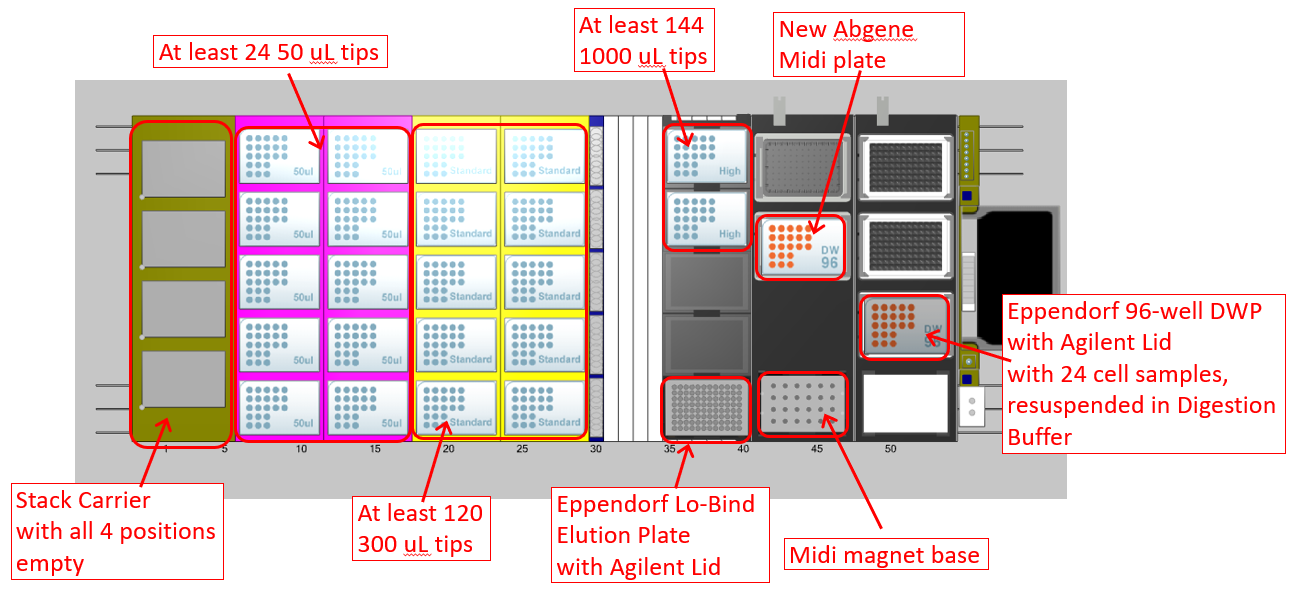 At least 24 50 uL tips
At least 144
1000 uL tips
New Abgene
Midi plate
50ul
50ul
Standard
Standard
High
50ul
50ul
Standard
Standard
High
DW
96
50ul
50ul
Standard
Standard
DW
96
50ul
50ul
Standard
Standard
50ul
50ul
Standard
Standard
Eppendorf 96-well DWP
with Agilent Lid
with 24 cell samples,
resuspended in Digestion
Buffer
1 5 10 15 20 25 30 35 40 45 50
Stack Carrier
with all 4 positions
empty
At least 120
300 uL tips
Eppendorf Lo-Bind
Elution Plate
with Agilent Lid
Midi magnet base